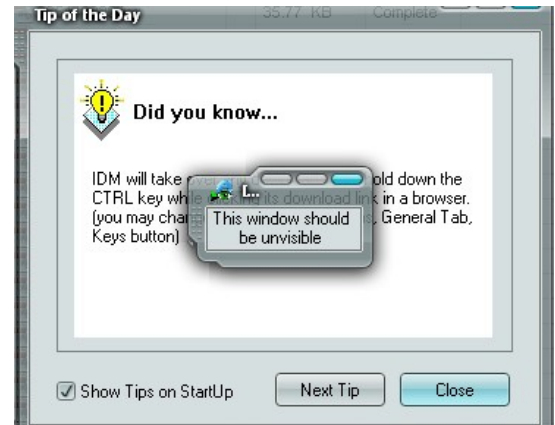 Tip of the Day
35.77 KB Complete
Did you know...
IDM will take old down the
CTRL key its download link in a browser.
(you may , General Tab,
Keys button)
I...
This window should
be unvisible
Show Tips on StartUp
Next Tip
Close